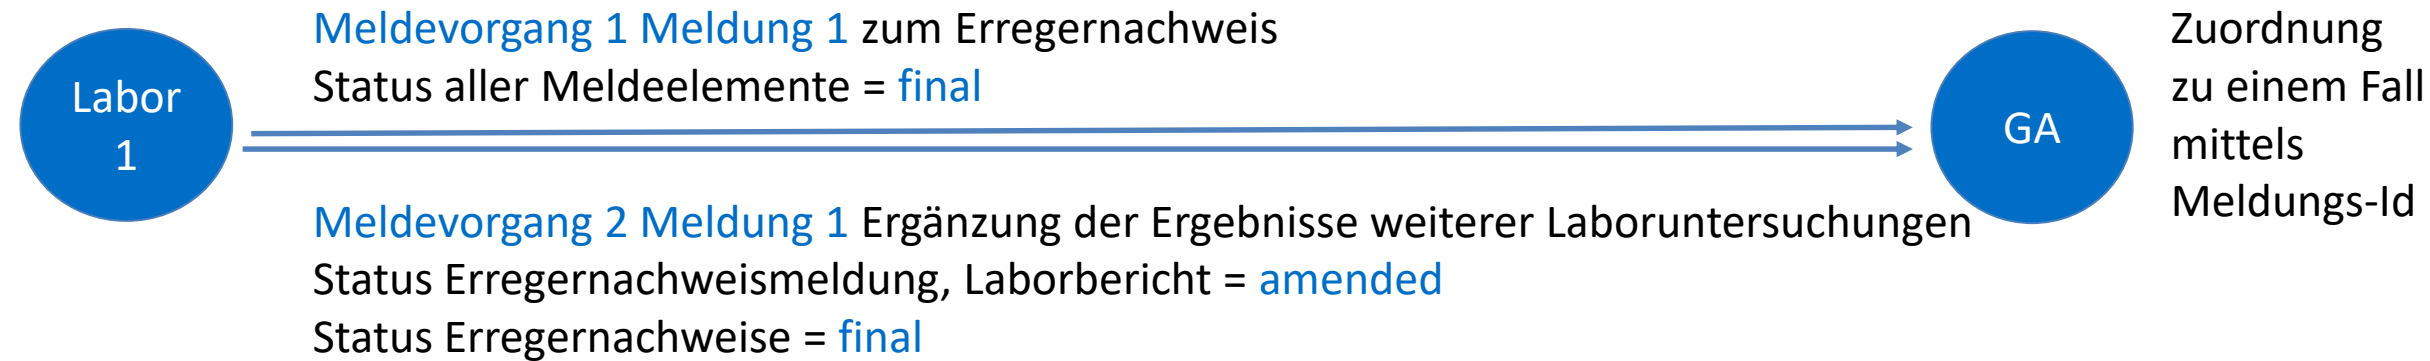 Labor
1
Meldevorgang 1 Meldung 1 zum Erregernachweis
Status aller Meldeelemente = final
Meldevorgang 2 Meldung 1 Ergänzung der Ergebnisse weiterer Laboruntersuchungen
Status Erregernachweismeldung, Laborbericht = amended
Status Erregernachweise = final
GA
Zuordnung
zu einem Fall
mittels
Meldungs-Id